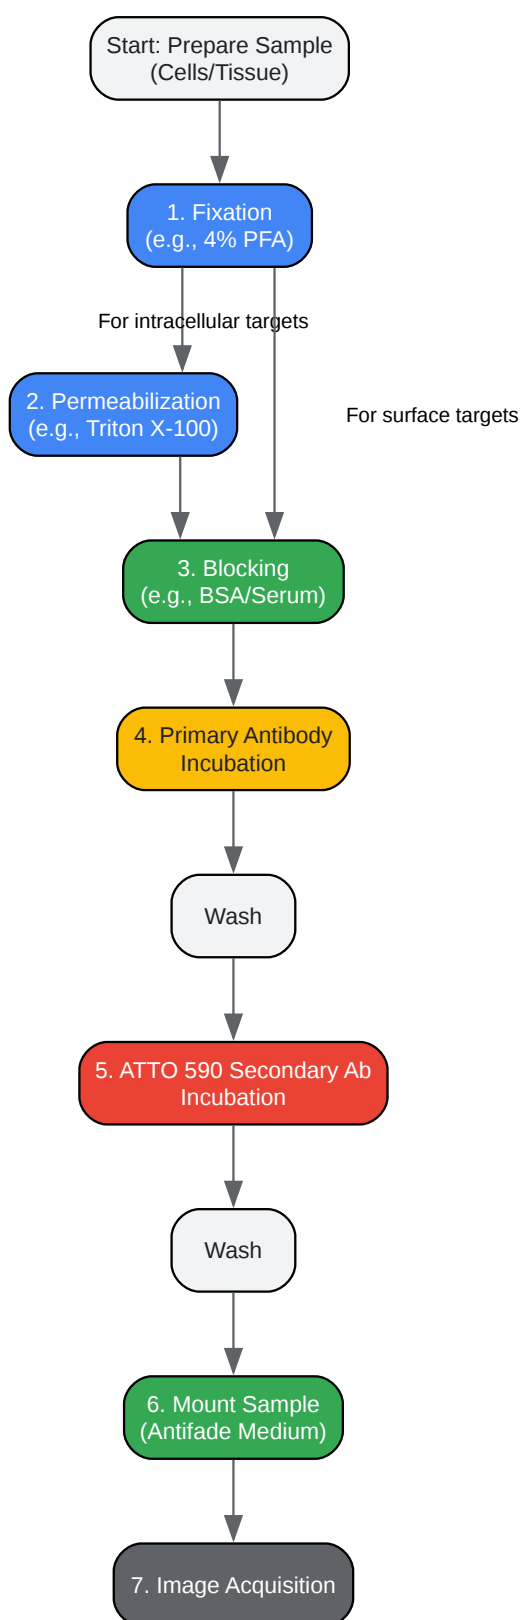 Start: Prepare Sample
(Cells/Tissue)
1. Fixation
(e.g., 4% PFA)
For intracellular targets
2. Permeabilization
(e.g., Triton X-100)
For surface targets
3. Blocking
(e.g., BSA/Serum)
4. Primary Antibody
Incubation
Wash
5. ATTO 590 Secondary Ab
Incubation
Wash
6. Mount Sample
(Antifade Medium)
7. Image Acquisition